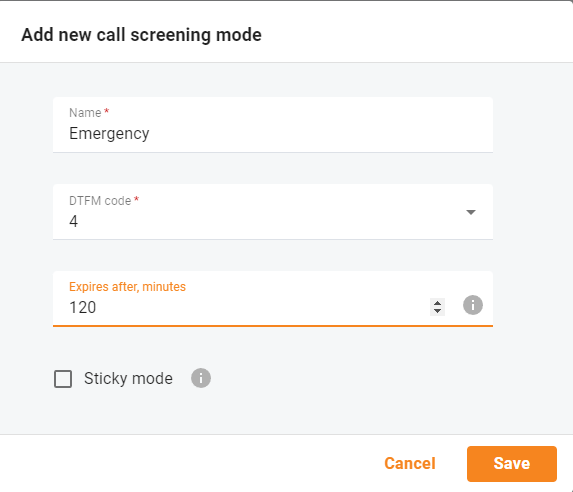 Add new call screening mode
Name *
Emergency
DTFM code *
4
Expires after, minutes
120
Sticky mode
Cancel
Save